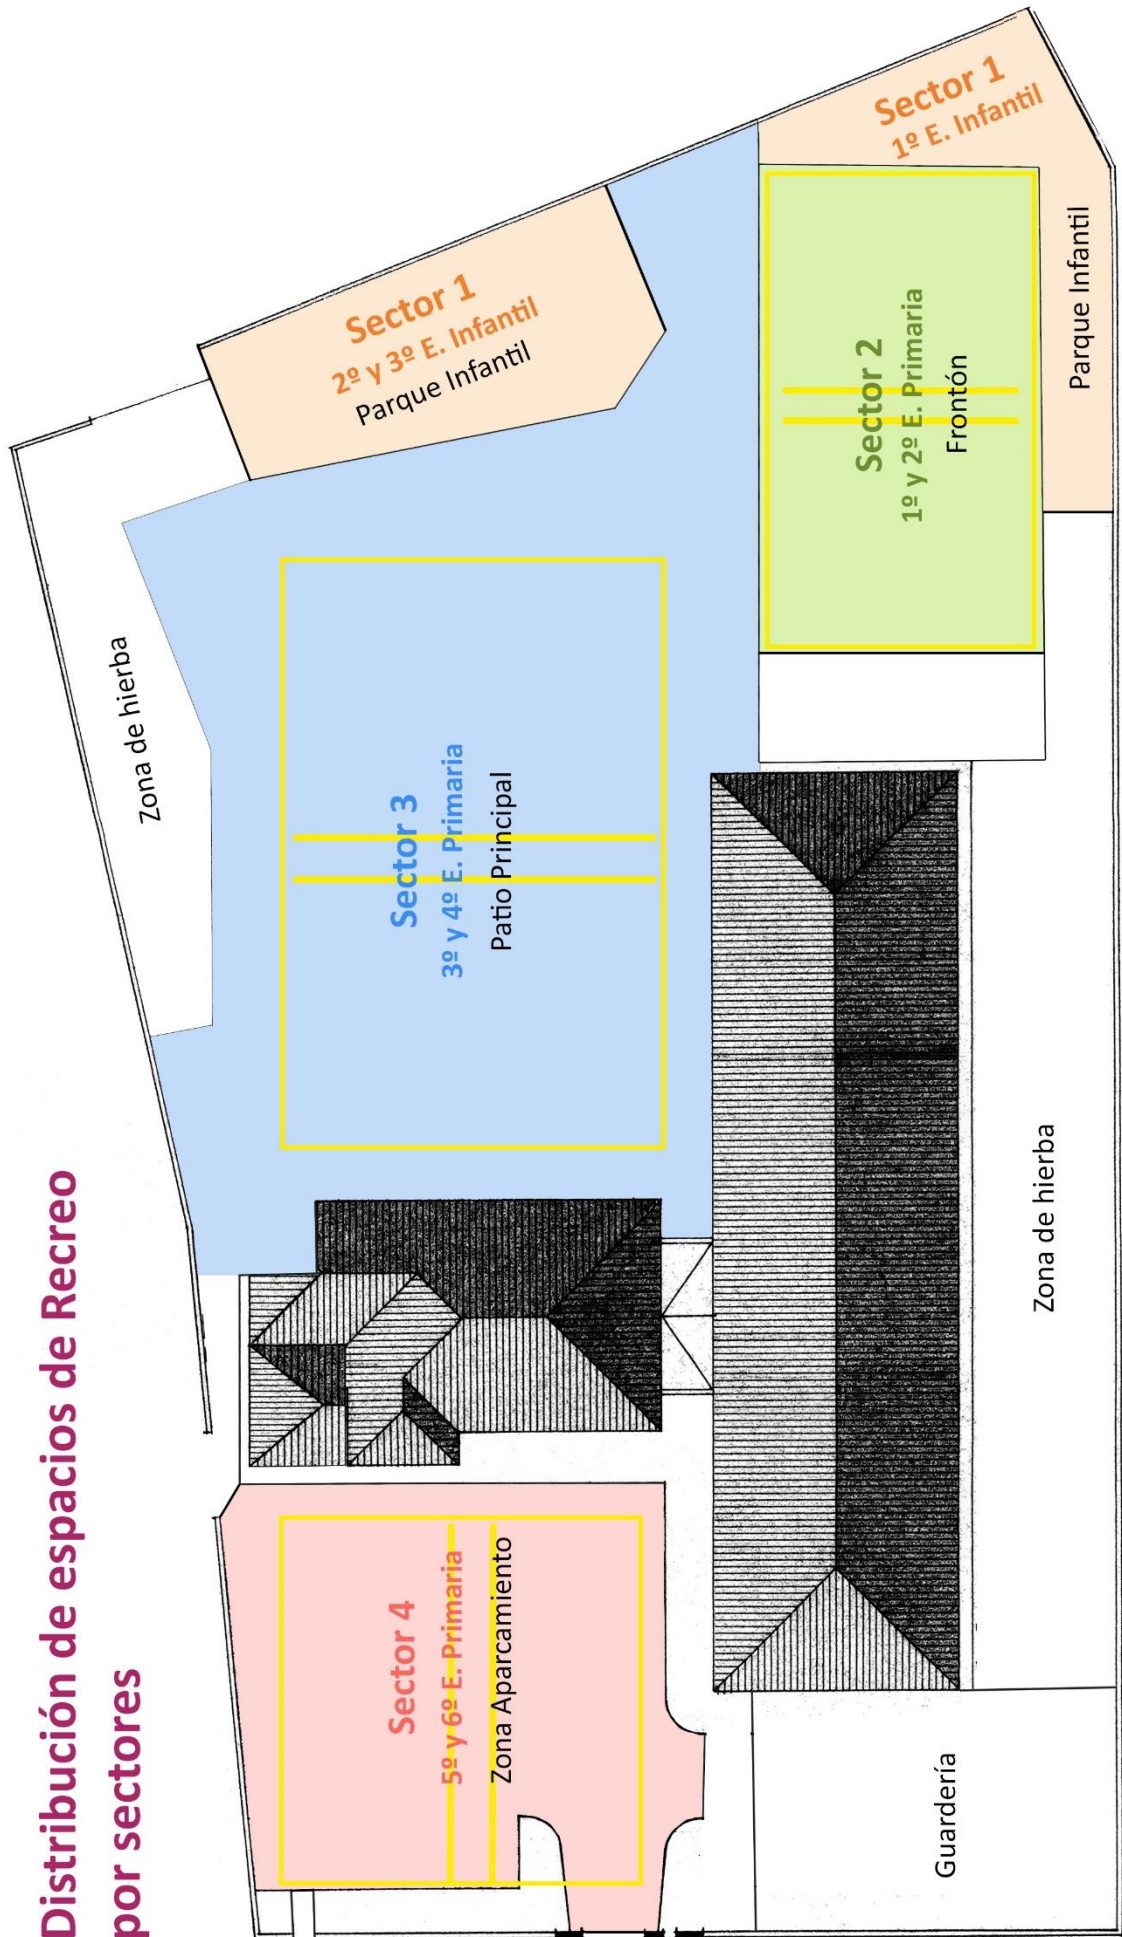 Distribución de espacios de Recreo
por sectores
Sector 4
5º y 6º E. Primaria
Zona Aparcamiento
Sector 3
3º y 4º E. Primaria
Patio Principal
Zona de hierba
Sector 1
2º y 3º E. Infantil
Parque Infantil
Sector 1
1º E. Infantil
Parque Infantil
Sector 2
1º y 2º E. Primaria
Frontón
Zona de hierba
Guardería